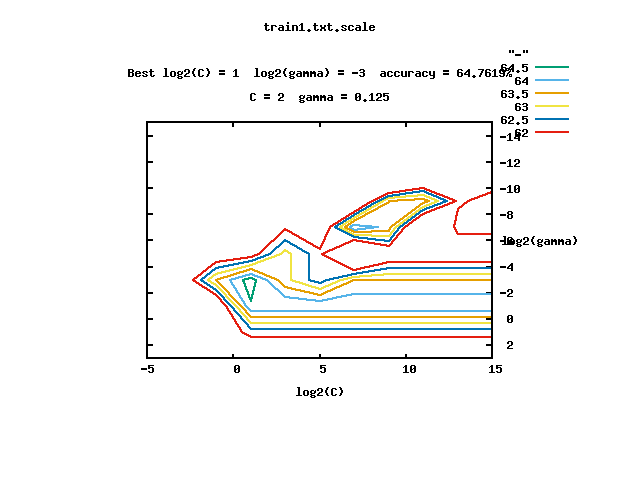 train1.txt.scale
"-"
Best log2(C) = 1 log2(gamma) = -3 accuracy = 64.7619%
64.5
64
C = 2 gamma = 0.125
63.5
63
62.5
62
-14
-12
-10
-8
-6
log2(gamma)
-4
-2
0
2
-5 0 5 10 15
log2(C)